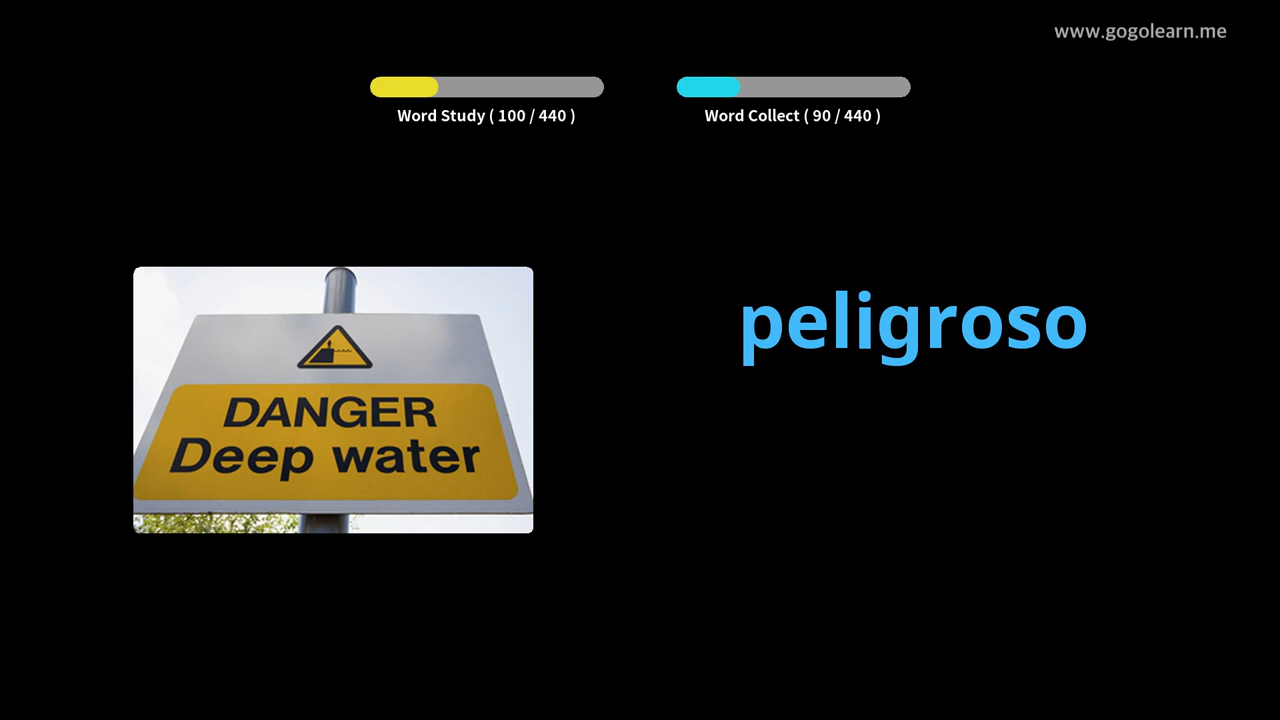 www.gogolearn.me
Word Study ( 100 / 440 )
Word Collect ( 90 / 440 )
DANGER
Deep water
peligroso